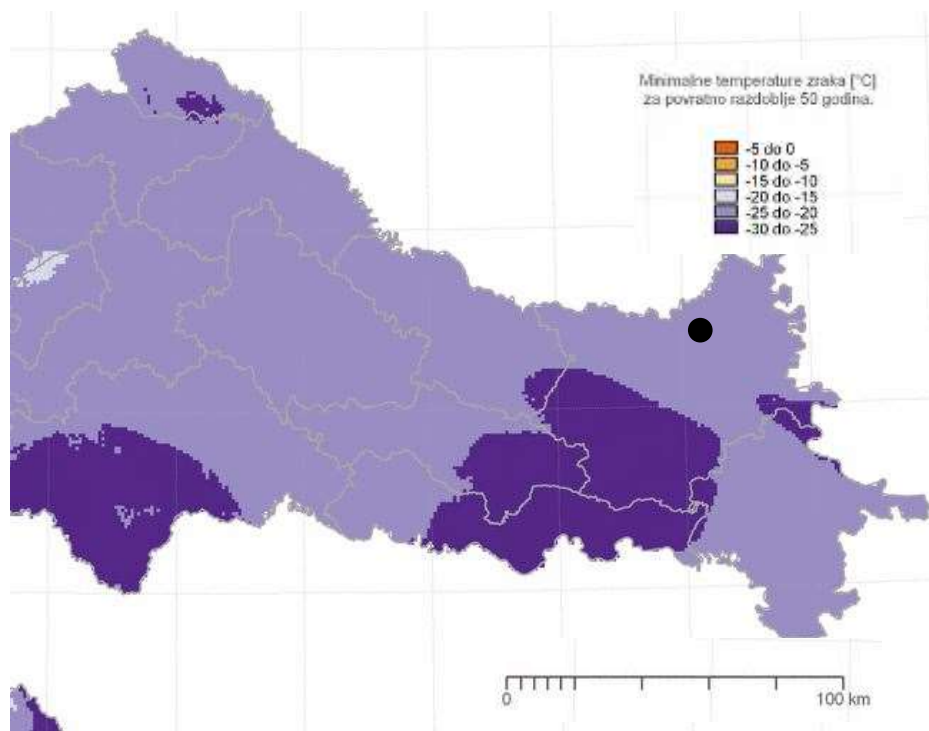 Minimalne temperature zraka [°C]
za povratno razdoblje 50 godina.
-5 do 0
-10 do -5
-15 do -10
-20 do -15
-25 do -20
-30 do -25
0
100 km